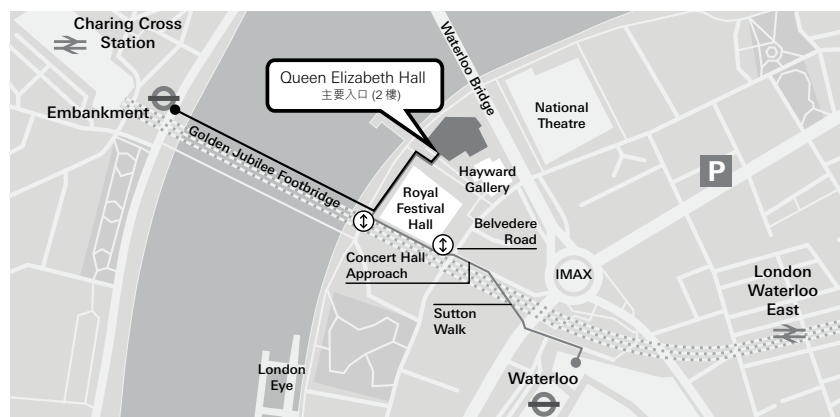 Charing Cross
Station
Embankment
Golden Jubilee Footbridge
Queen Elizabeth Hall
主要入口 (2 樓)
Waterloo Bridge
National
Theatre
Hayward
Gallery
Royal
Festival
Hall
P
Belvedere
Road
Concert Hall
Approach
IMAX
London
Waterloo
East
Sutton
Walk
London
Eye
Waterloo